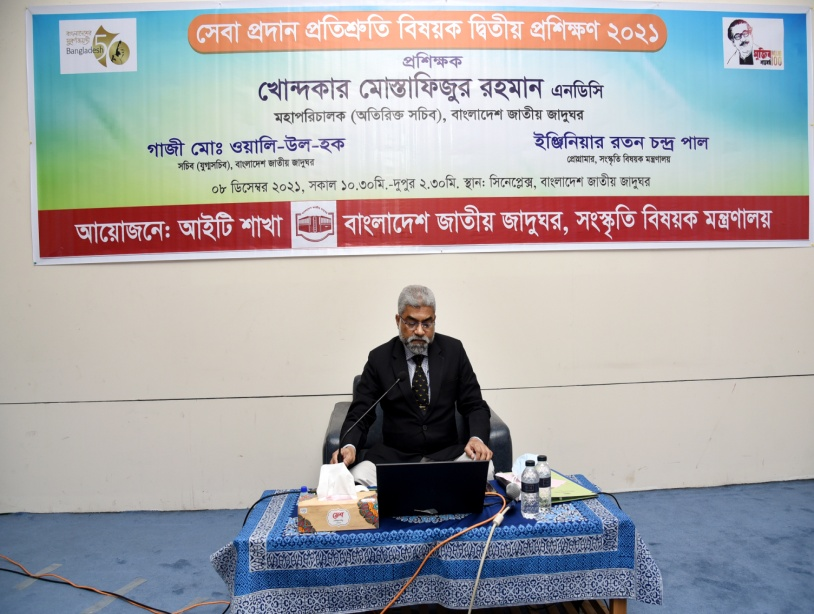 সেবা প্রদান প্রতিশ্রুতি বিষয়ক দ্বিতীয় প্রশিক্ষণ ২০২১
Bangladesh 50
মুজিব
100
প্রশিক্ষক
খোন্দকার মোস্তাফিজুর রহমান এনডিসি
মহাপরিচালক (অতিরিক্ত সচিব), বাংলাদেশ জাতীয় জাদুঘর
গাজী মোঃ ওয়ালি-উল-হক
সচিব (যুগ্মসচিব), বাংলাদেশ জাতীয় জাদুঘর
ইঞ্জিনিয়ার রতন চন্দ্র পাল
প্রোগ্রামার, সংস্কৃতি বিষয়ক মন্ত্রণালয়
০৮ ডিসেম্বর ২০২১, সকাল ১০.৩০মি.-দুপুর ২.৩০মি. স্থান: সিনেপ্লেক্স, বাংলাদেশ জাতীয় জাদুঘর
আয়োজনে: আইটি শাখা বাংলাদেশ জাতীয় জাদুঘর, সংস্কৃতি বিষয়ক মন্ত্রণালয়